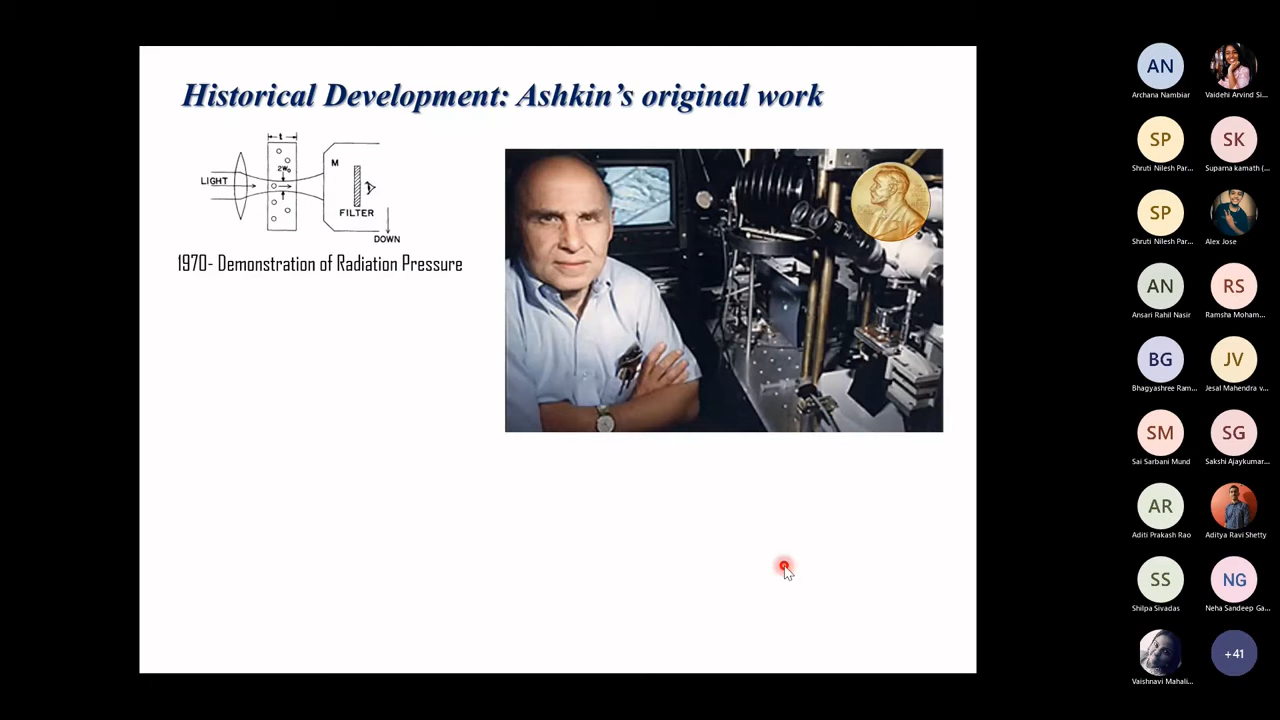 Historical Development: Ashkin's original work
t
2W₀
M
LIGHT
FILTER
DOWN
1970- Demonstration of Radiation Pressure
AN
Archana Nambiar
Vaidehi Arvind Si...
SP
Shruti Nilesh Par...
SK
Suparna kamath (...
SP
Shruti Nilesh Par...
Alex Jose
AN
Ansari Rahil Nasir
RS
Ramsha Moham...
BG
Bhagyashree Ram...
JV
Jesal Mahendra v...
SM
Sai Sarbani Mund
SG
Sakshi Ajaykumar...
AR
Aditi Prakash Rao
Aditya Ravi Shetty
SS
Shilpa Sivadas
NG
Neha Sandeep Ga...
Vaishnavi Mahali...
+41